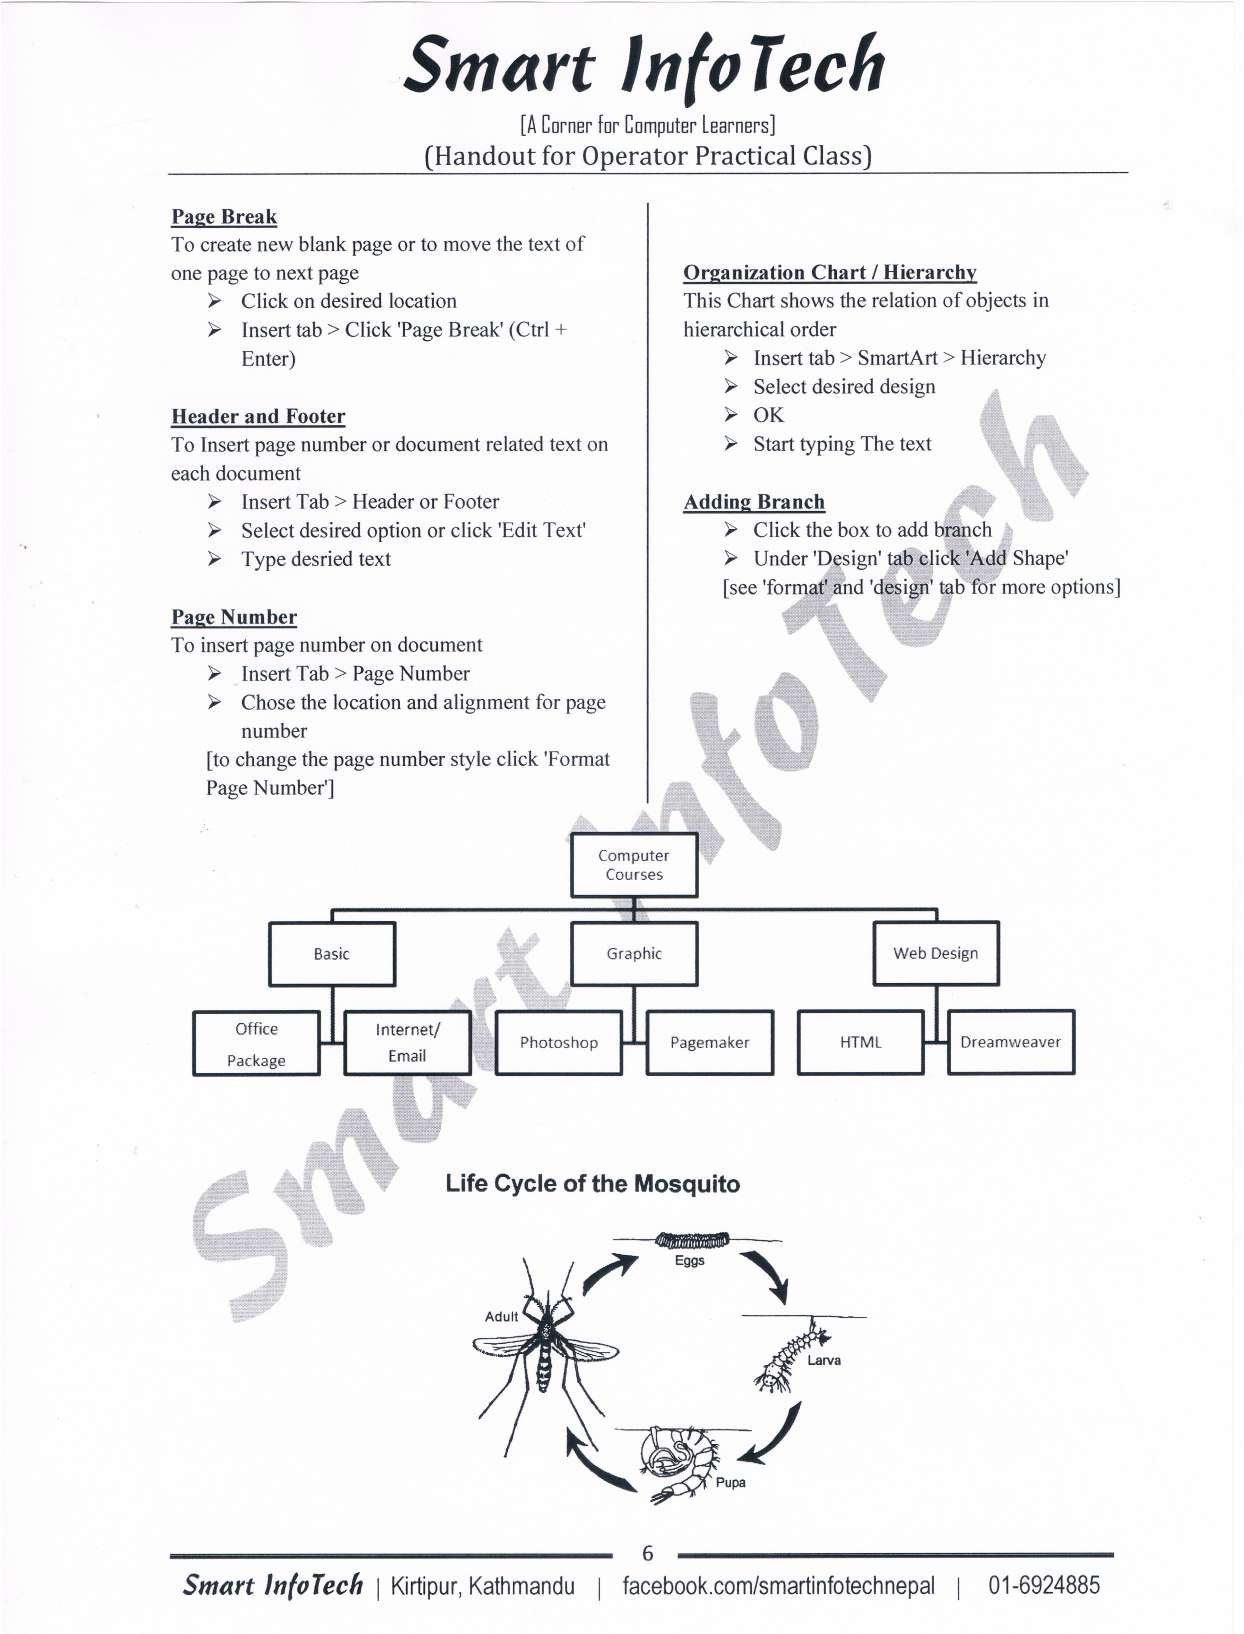 Smart InfoTech
[A Corner for Computer Learners]
(Handout for Operator Practical Class)
Page Break
To create new blank page or to move the text of
one page to next page
➢ Click on desired location
➢ Insert tab > Click 'Page Break' (Ctrl +
Enter)
Header and Footer
To Insert page number or document related text on
each document
➢ Insert Tab > Header or Footer
➢ Select desired option or click 'Edit Text'
➢ Type desried text
Page Number
To insert page number on document
➢ Insert Tab > Page Number
➢ Chose the location and alignment for page
number
[to change the page number style click 'Format
Page Number']
Organization Chart / Hierarchy
This Chart shows the relation of objects in
hierarchical order
➢ Insert tab > SmartArt > Hierarchy
➢ Select desired design
➢ OK
➢ Start typing The text
Adding Branch
➢ Click the box to add branch
➢ Under 'Design' tab click 'Add Shape'
[see 'format' and 'design' tab for more options]
Smart InfoTech
Computer
Courses
Basic
Graphic
Web Design
Office
Package
Internet/
Email
Photoshop
Pagemaker
HTML
Dreamweaver
Life Cycle of the Mosquito
Eggs
Adult
Larva
Pupa
6
Smart InfoTech | Kirtipur, Kathmandu | facebook.com/smartinfotechnepal | 01-6924885